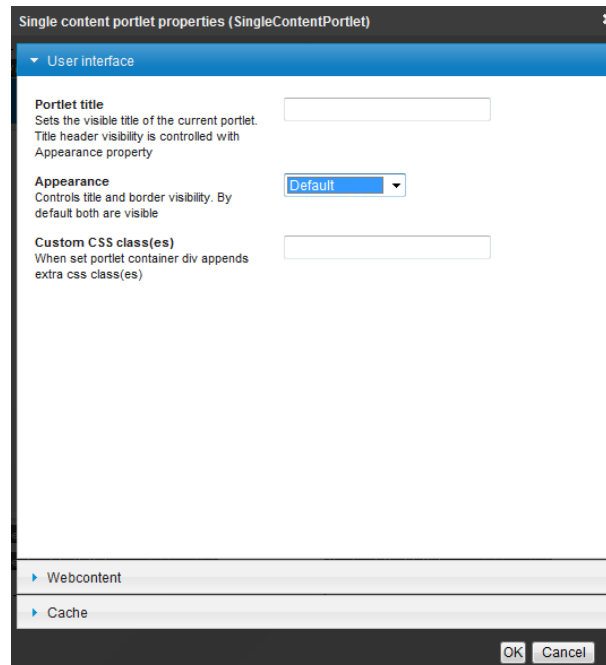 Single content portlet properties (SingleContentPortlet)
User interface
Portlet title
Sets the visible title of the current portlet.
Title header visibility is controlled with
Appearance property
Appearance
Default
Controls title and border visibility. By
default both are visible
Custom CSS class(es)
When set portlet container div appends
extra css class(es)
Webcontent
Cache
OK Cancel